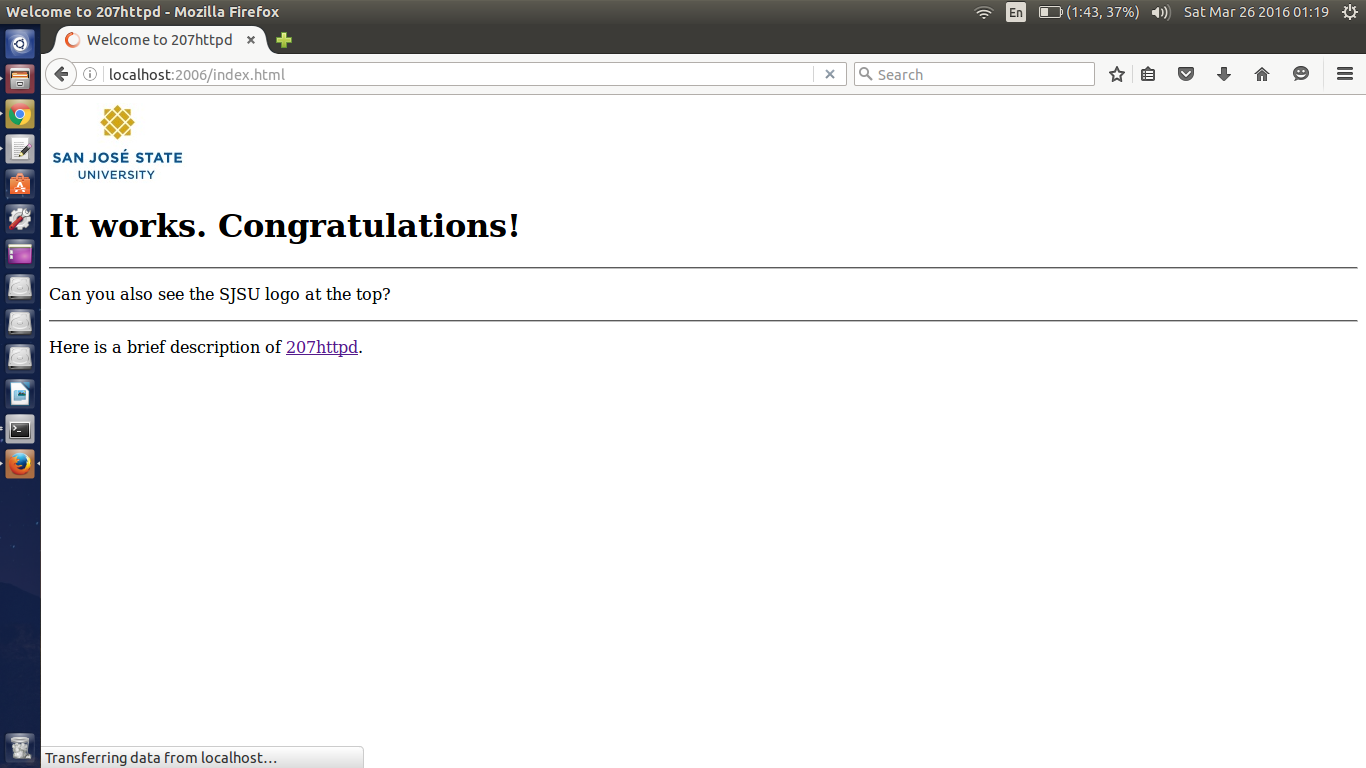 Welcome to 207httpd - Mozilla Firefox
En (1:43, 37%) Sat Mar 26 2016 01:19
Welcome to 207httpd
localhost:2006/index.html
Search
SAN JOSÉ STATE
UNIVERSITY
It works. Congratulations!
Can you also see the SJSU logo at the top?
Here is a brief description of 207httpd.
Transferring data from localhost…